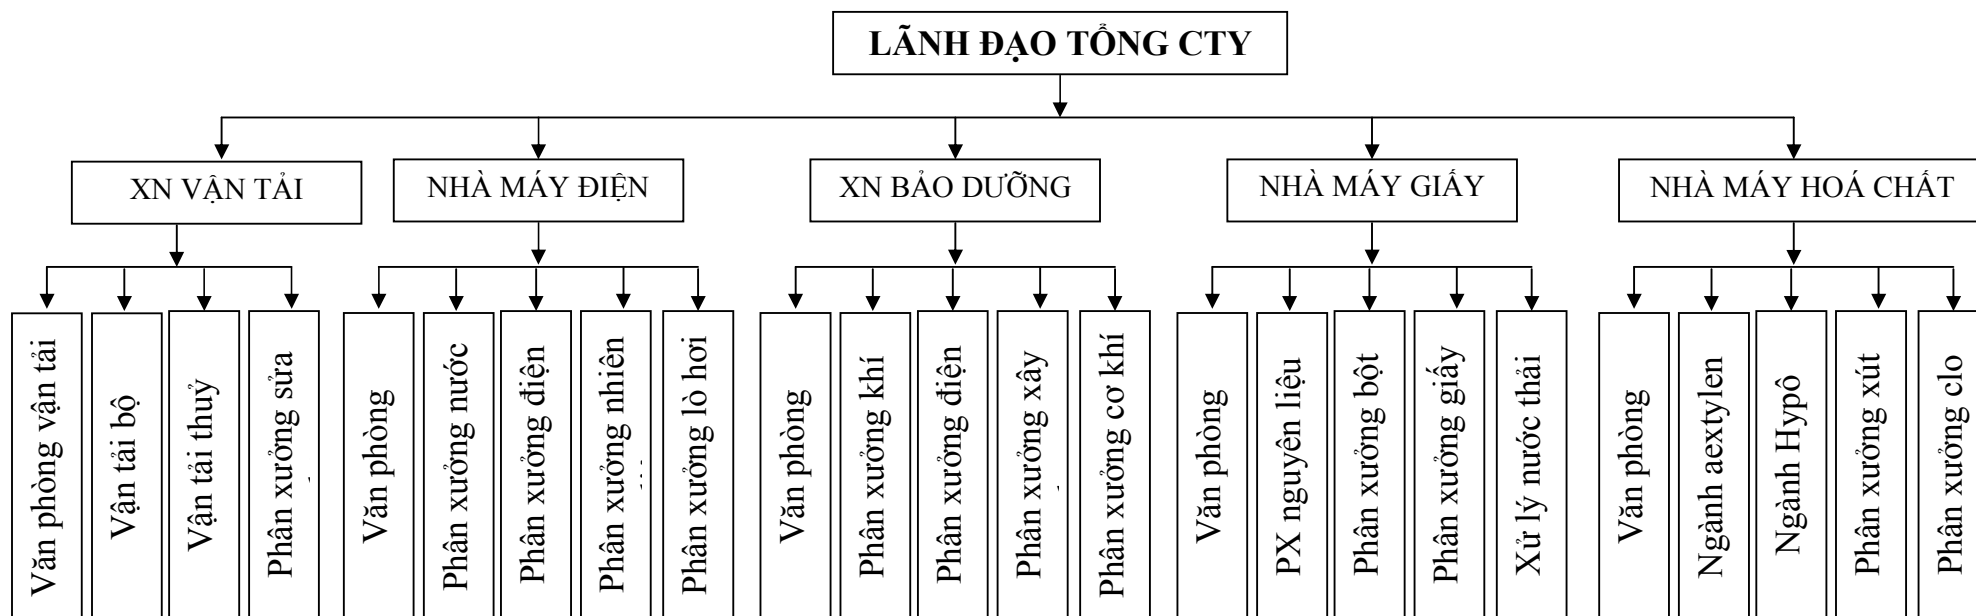 LÃNH ĐẠO TỔNG CTY
XN VẬN TẢI
NHÀ MÁY ĐIỆN
XN BẢO DƯỠNG
NHÀ MÁY GIẤY
NHÀ MÁY HOÁ CHẤT
Văn phòng vận tải
Vận tải bộ
Vận tải thuỷ
Phân xưởng sửa
Văn phòng
Phân xưởng nước
Phân xưởng điện
Phân xưởng nhiên
Phân xưởng lò hơi
Văn phòng
Phân xưởng khí
Phân xưởng điện
Phân xưởng xây
Phân xưởng cơ khí
Văn phòng
PX nguyên liệu
Phân xưởng bột
Phân xưởng giấy
Xử lý nước thải
Văn phòng
Ngành aextylen
Ngành Hypô
Phân xưởng xút
Phân xưởng clo